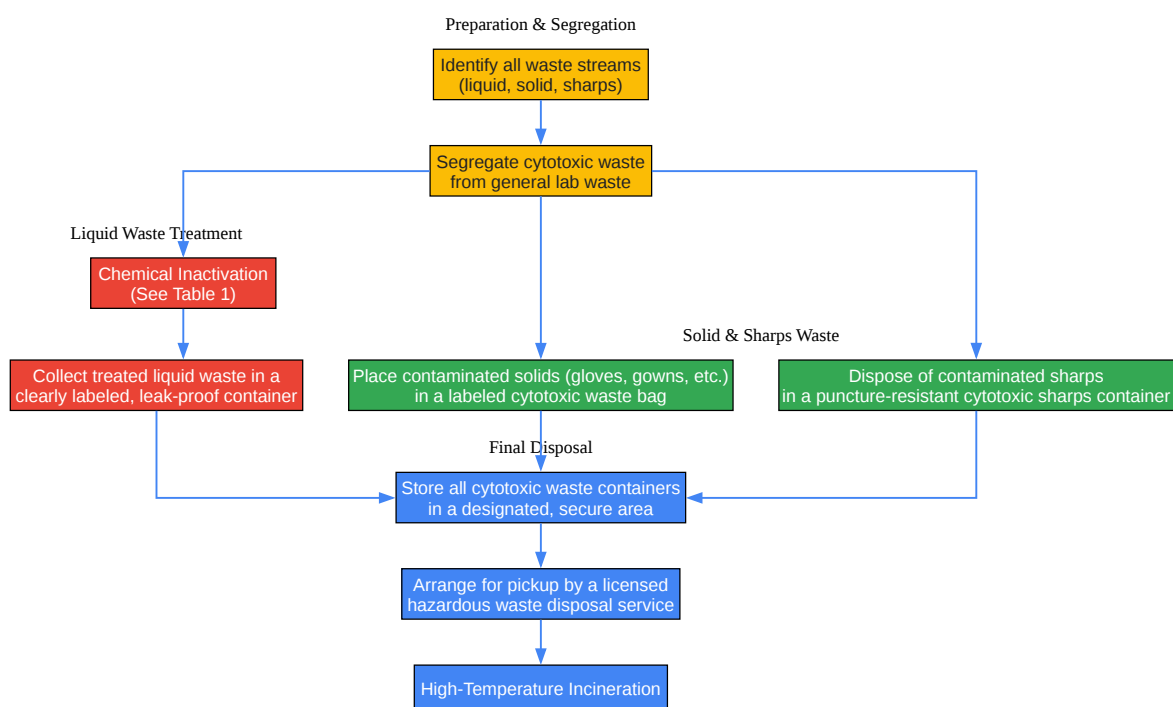 Preparation & Segregation
Identify all waste streams
(liquid, solid, sharps)
Segregate cytotoxic waste
from general lab waste
Liquid Waste Treatment
Chemical Inactivation
(See Table 1)
Solid & Sharps Waste
Collect treated liquid waste in a
clearly labeled, leak-proof container
Place contaminated solids (gloves, gowns, etc.)
in a labeled cytotoxic waste bag
Dispose of contaminated sharps
in a puncture-resistant cytotoxic sharps container
Final Disposal
Store all cytotoxic waste containers
in a designated, secure area
Arrange for pickup by a licensed
hazardous waste disposal service
High-Temperature Incineration